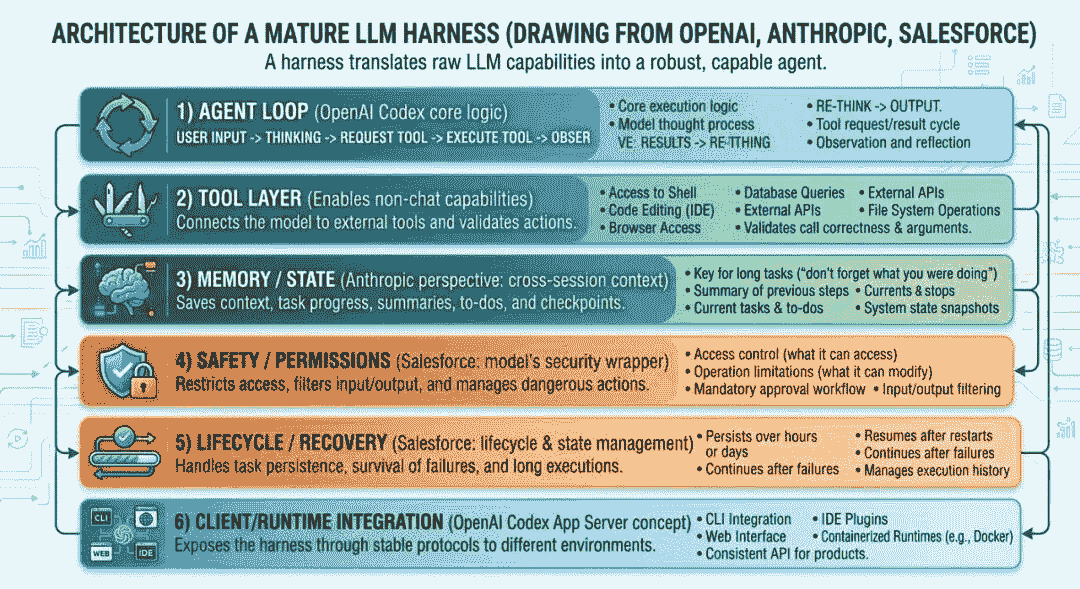 ARCHITECTURE OF A MATURE LLM HARNESS (DRAWING FROM OPENAI, ANTHROPIC, SALESFORCE)
A harness translates raw LLM capabilities into a robust, capable agent.
1) AGENT LOOP (OpenAI Codex core logic)
USER INPUT -> THINKING -> REQUEST TOOL -> EXECUTE TOOL -> OBSER
• Core execution logic
• Model thought process
VE: RESULTS -> RE-TTHING
• RE-THINK -> OUTPUT.
• Tool request/result cycle
• Observation and reflection
2) TOOL LAYER (Enables non-chat capabilities)
Connects the model to external tools and validates actions.
• Access to Shell
• Code Editing (IDE)
• Browser Access
• Database Queries
• External APIs
• Validates call correctness & arguments.
• External APIs
• File System Operations
3) MEMORY / STATE (Anthropic perspective: cross-session context)
Saves context, task progress, summaries, to-dos, and checkpoints.
• Key for long tasks (“don’t forget what you were doing”)
• Summary of previous steps • Currents & stops
• Current tasks & to-dos • System state snapshots
4) SAFETY / PERMISSIONS (Salesforce: model's security wrapper)
Restricts access, filters input/output, and manages dangerous actions.
• Access control (what it can access)
• Operation limitations (what it can modify)
• Mandatory approval workflow • Input/output filtering
5) LIFECYCLE / RECOVERY (Salesforce: lifecycle & state management)
Handles task persistence, survival of failures, and long executions.
• Persists over hours
or days
• Continues after failures
• Resumes after restarts
• Continues after failures
• Manages execution history
CLI
WEB
IDE
6) CLIENT/RUNTIME INTEGRATION (OpenAI Codex App Server concept)
Exposes the harness through stable protocols to different environments.
• CLI Integration
• Web Interface
• Consistent API for products.
• IDE Plugins
• Containerized Runtimes (e.g., Docker)